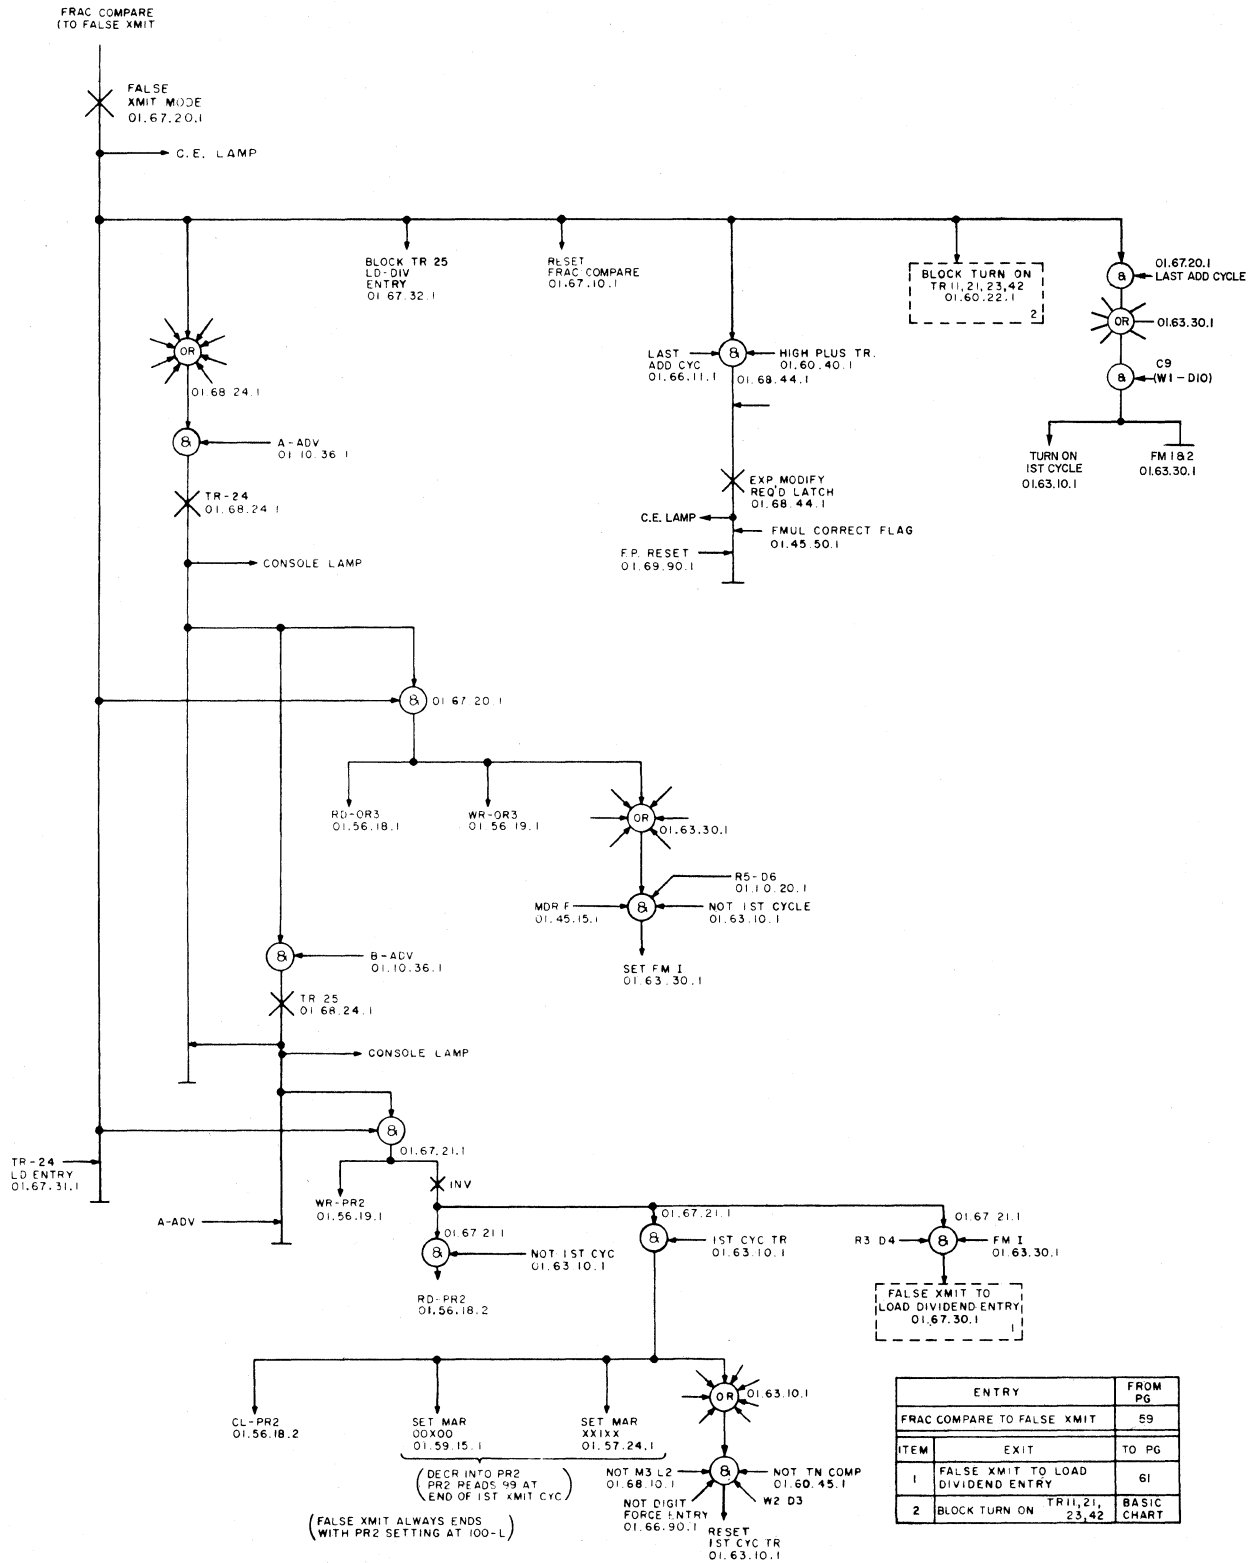 FRAC COMPARE
(TO FALSE XMIT
FALSE
XMIT MODE
01.67.20.1
C.E. LAMP
BLOCK TR 25
LD-DIV
ENTRY
01 67.32.1
RESET
FRAC COMPARE
01.67.10.1
BLOCK TURN ON
TR 11, 21, 23, 42
01.60.22.1
2
01.67.20.1
& LAST ADD CYCLE
OR 01.63.30.1
C9
& (W1-D10)
TURN ON
1ST CYCLE
01.63.10.1
FM 1&2
01.63.30.1
OR
01.68 24.1
LAST
ADD CYC
01.66.11.1
&
HIGH PLUS TR.
01.60.40.1
01.68.44.1
&
A-ADV
01 10.36 1
TR-24
01.68.24 1
EXP MODIFY
REQ'D LATCH
01.68.44.1
C.E. LAMP
FMUL CORRECT FLAG
01.45.50.1
F.P. RESET
01.69.90.1
CONSOLE LAMP
& 01 67.20.1
RD-OR3
01.56.18.1
WR-OR3
01 56 19.1
OR 01.63.30.1
R5-D6
01.10.20.1
MDR F
01.45.15.1
&
NOT 1ST CYCLE
01.63.10.1
SET FM 1
01.63.30.1
&
B-ADV
01.10.36.1
TR 25
01 68.24.1
CONSOLE LAMP
&
01.67.21.1
TR-24
LD ENTRY
01.67.31.1
WR-PR2
01.56.19.1
INV
A-ADV
01.67 21.1
&
NOT 1ST CYC
01.63 10.1
RD-PR2
01.56.18.2
01.67.21.1
&
1ST CYC TR
01.63.10.1
01.67 21.1
R3 D4
&
FM 1
01.63.30.1
FALSE XMIT TO
LOAD DIVIDEND ENTRY
01.67.30.1
1
CL-PR2
01.56.18.2
SET MAR
00X00
01.59.15.1
SET MAR
XX1XX
01.57.24.1
OR 01.63.10.1
(DECR INTO PR2
PR2 READS 99 AT
END OF 1ST XMIT CYC)
(FALSE XMIT ALWAYS ENDS
WITH PR2 SETTING AT 100-L)
NOT M3 L2
01.68.10.1
&
NOT TN COMP
01.60.45.1
NOT DIGIT
FORCE ENTRY
01.66.90.1
W2 D3
RESET
1ST CYC TR
01.63.10.1
ENTRY FROM PG
FRAC COMPARE TO FALSE XMIT 59
ITEM EXIT TO PG
1 FALSE XMIT TO LOAD DIVIDEND ENTRY 61
2 BLOCK TURN ON TR 11, 21, 23, 42 BASIC CHART